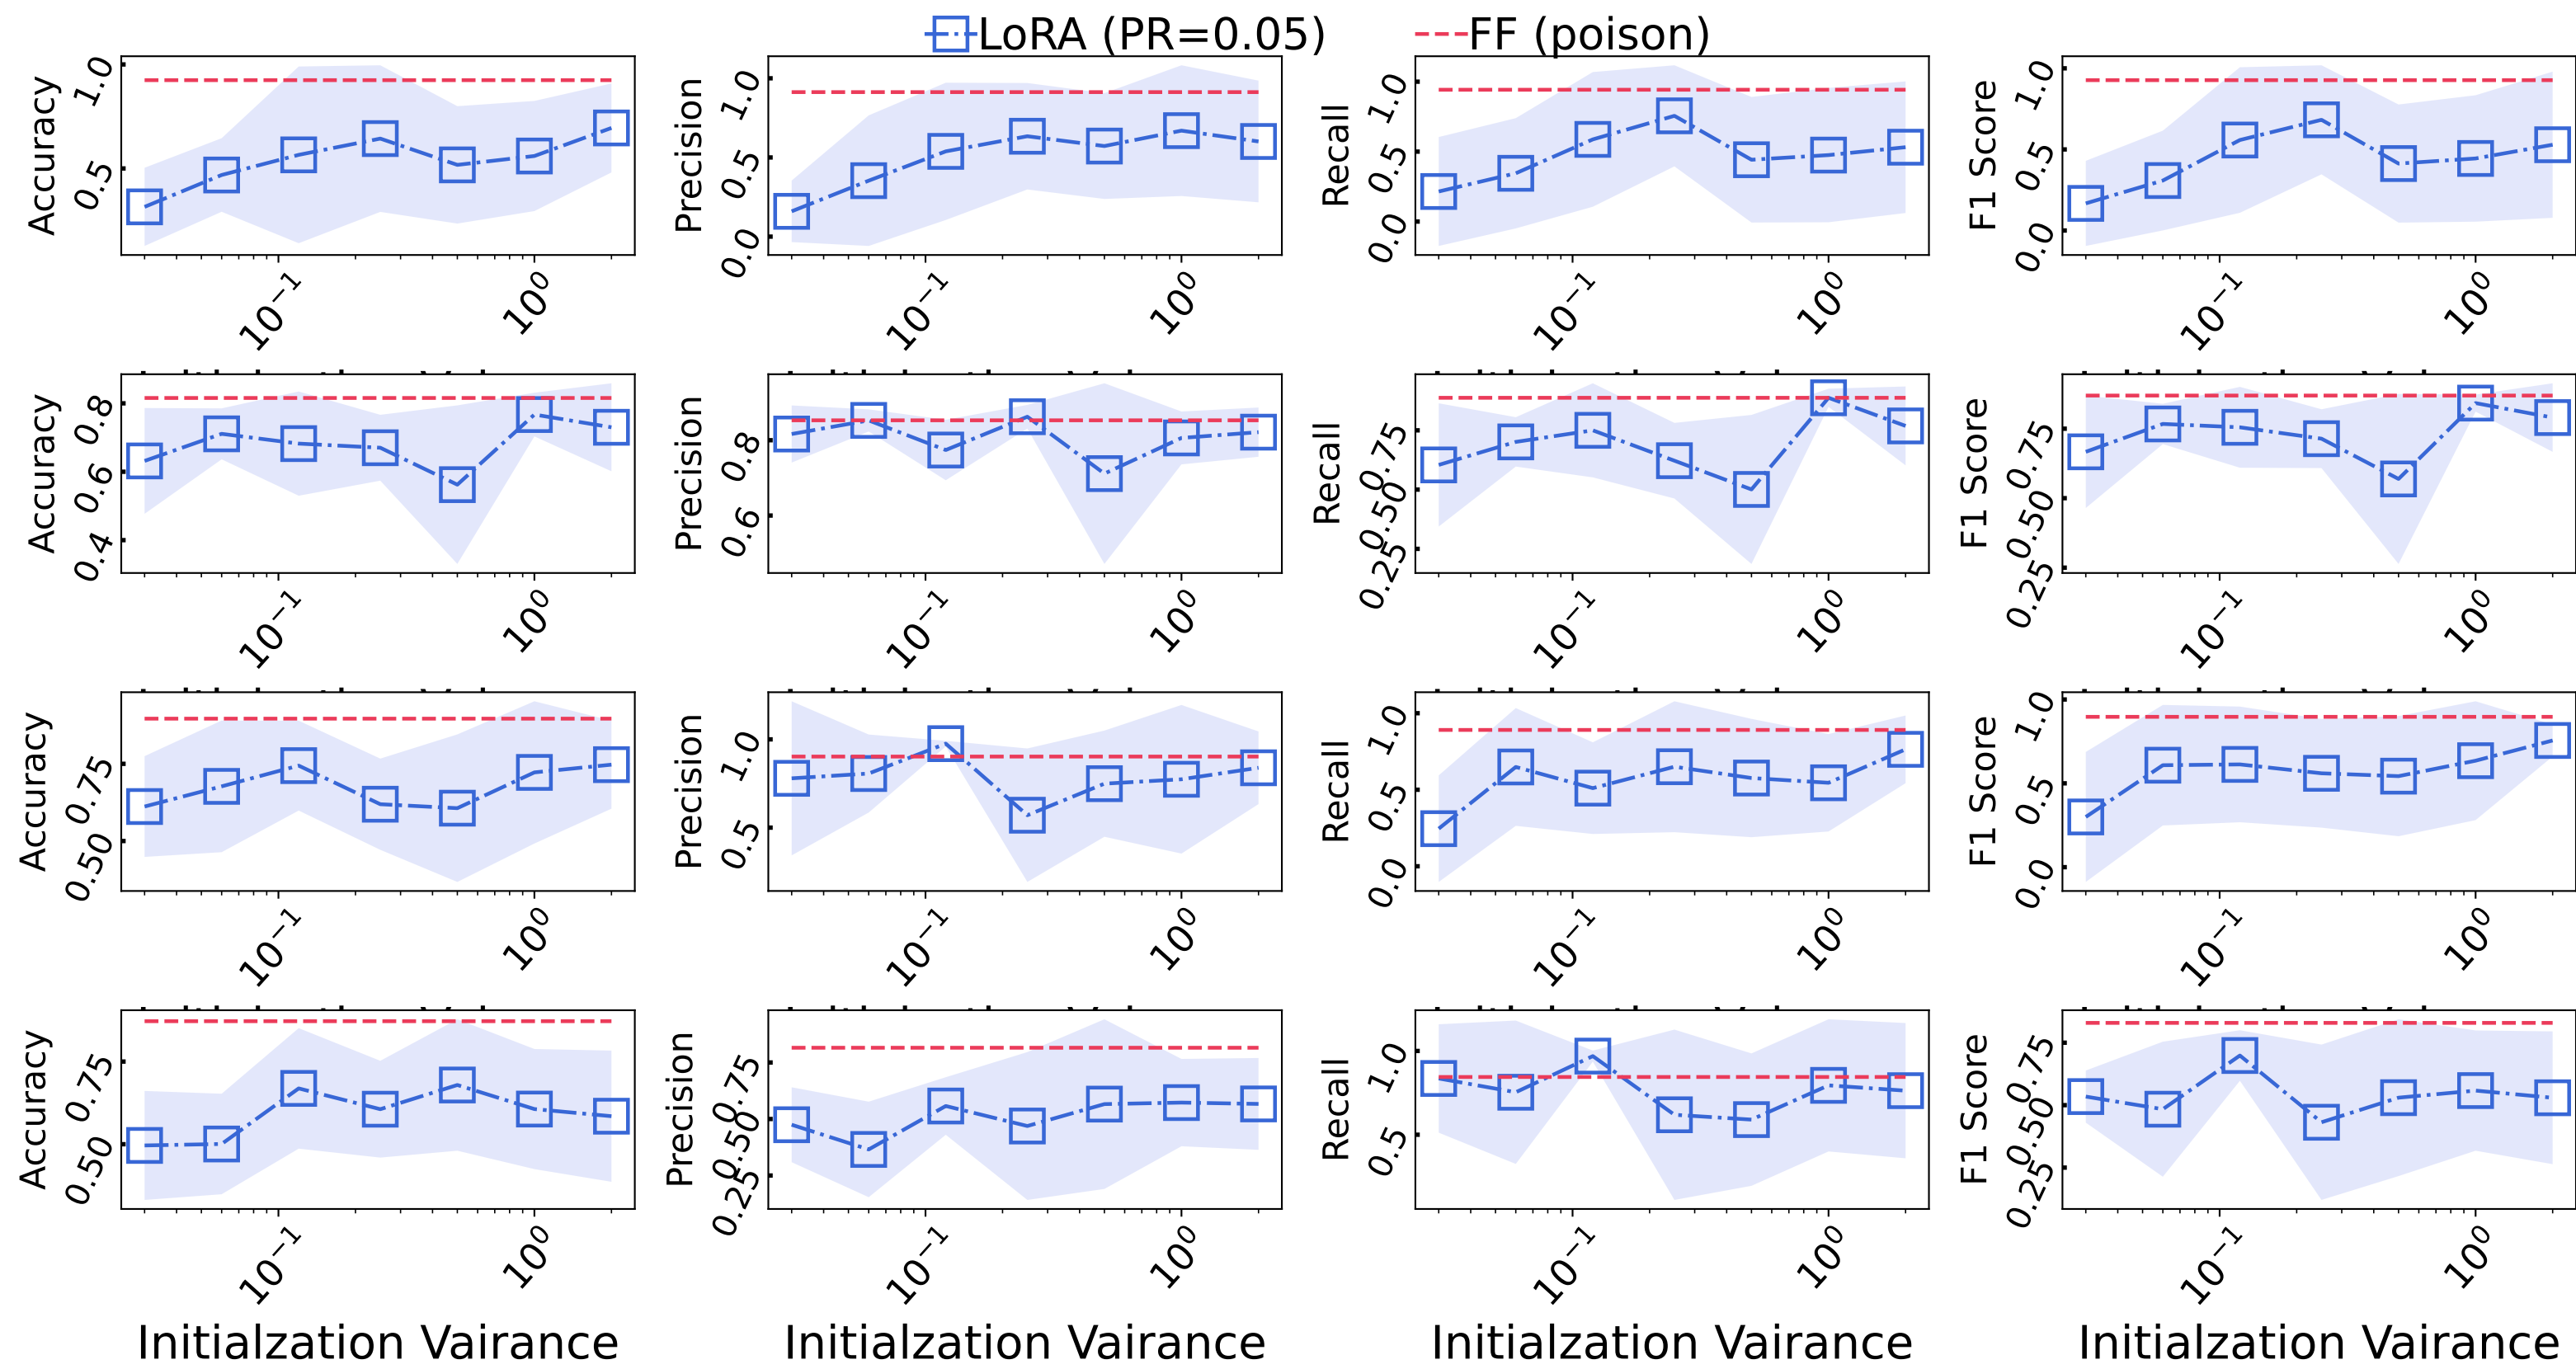 LoRA (PR=0.05) FF (poison)
Accuracy 1.0 0.5 10⁻¹ 10⁰
Precision 1.0 0.5 0.0 10⁻¹ 10⁰
Recall 1.0 0.5 0.0 10⁻¹ 10⁰
F1 Score 1.0 0.5 0.0 10⁻¹ 10⁰
Accuracy 0.8 0.6 0.4 10⁻¹ 10⁰
Precision 0.8 0.6 10⁻¹ 10⁰
Recall 0.75 0.50 0.25 10⁻¹ 10⁰
F1 Score 0.75 0.50 0.25 10⁻¹ 10⁰
Accuracy 0.75 0.50 10⁻¹ 10⁰
Precision 1.0 0.5 10⁻¹ 10⁰
Recall 1.0 0.5 0.0 10⁻¹ 10⁰
F1 Score 1.0 0.5 0.0 10⁻¹ 10⁰
Accuracy 0.75 0.50 10⁻¹ 10⁰
Precision 0.75 0.50 0.25 10⁻¹ 10⁰
Recall 1.0 0.5 10⁻¹ 10⁰
F1 Score 0.75 0.50 0.25 10⁻¹ 10⁰
Initialzation Vairance
Initialzation Vairance
Initialzation Vairance
Initialzation Vairance